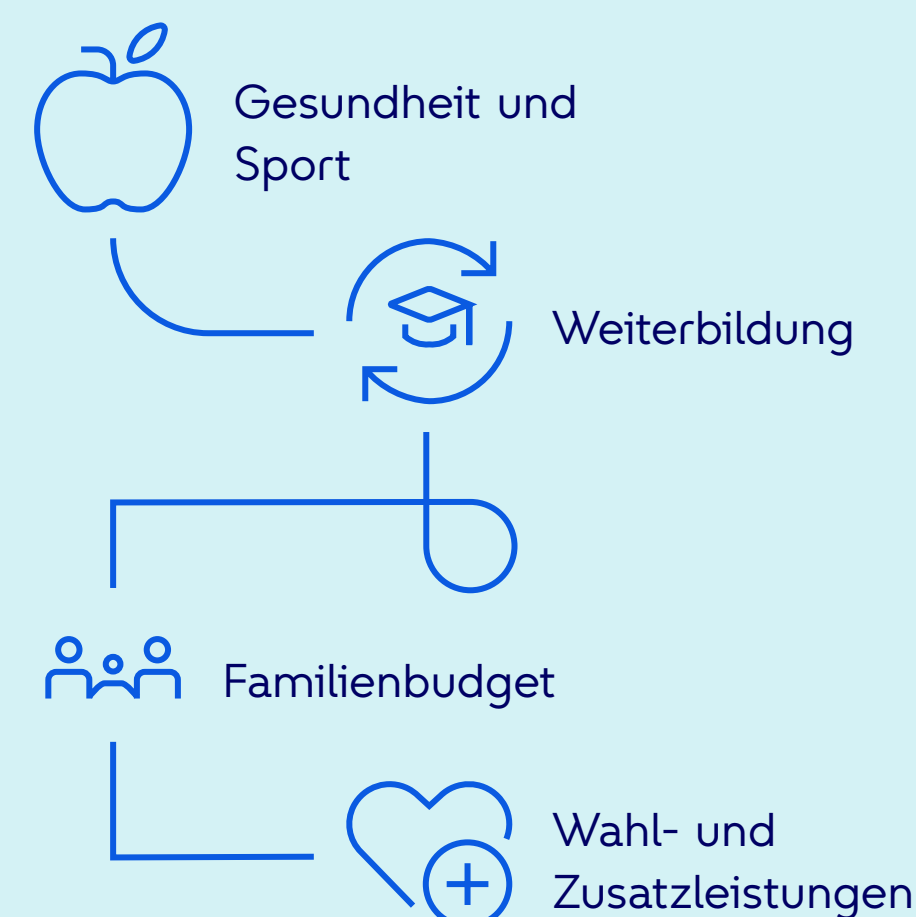 Gesundheit und
Sport
Weiterbildung
Familienbudget
Wahl- und
Zusatzleistungen